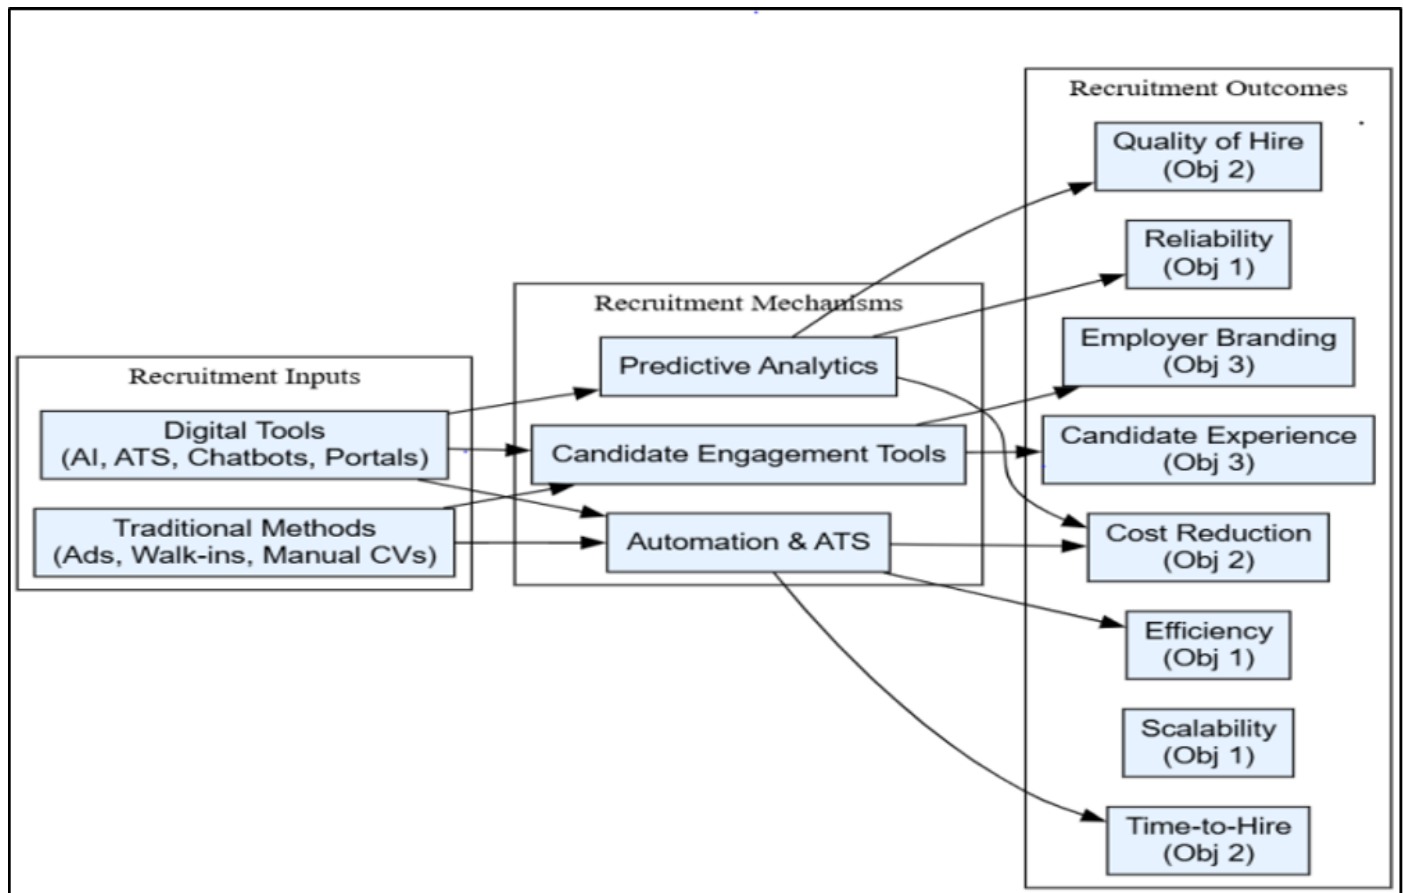 Recruitment Inputs
Digital Tools
(AI, ATS, Chatbots, Portals)
Traditional Methods
(Ads, Walk-ins, Manual CVs)
Recruitment Mechanisms
Predictive Analytics
Candidate Engagement Tools
Automation & ATS
Recruitment Outcomes
Quality of Hire
(Obj 2)
Reliability
(Obj 1)
Employer Branding
(Obj 3)
Candidate Experience
(Obj 3)
Cost Reduction
(Obj 2)
Efficiency
(Obj 1)
Scalability
(Obj 1)
Time-to-Hire
(Obj 2)